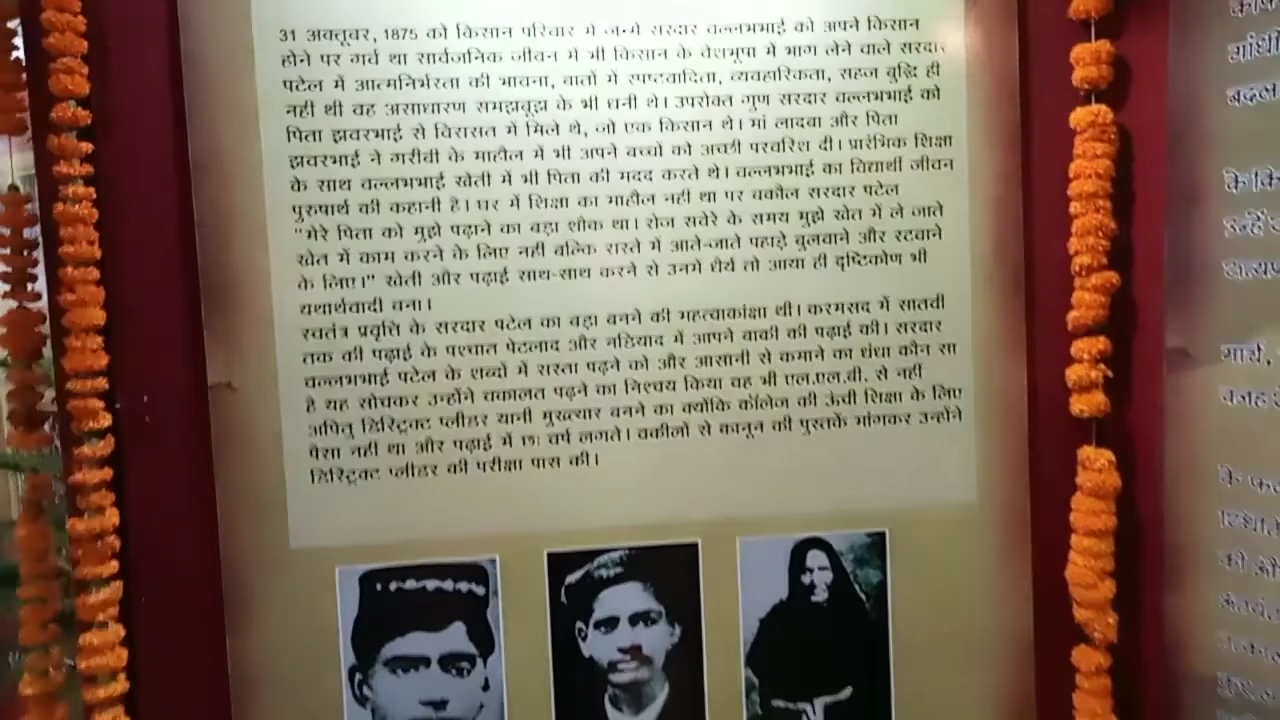 31 अक्तूबर, 1875 को किसान परिवार में जन्मे सरदार वल्लभभाई को अपने किसान
होने पर गर्व था सार्वजनिक जीवन में भी किसान के वेशभूषा में भाग लेने वाले सरदार
पटेल में आत्मनिर्भरता की भावना, बातों में स्पष्टवादिता, व्यवहारिकता, सहज बुद्धि ही
नहीं थी वह असाधारण समझबूझ के भी धनी थे। उपरोक्त गुण सरदार वल्लभभाई को
पिता झवरभाई से विरासत में मिले थे, जो एक किसान थे। मां लादबा और पिता
झवरभाई ने गरीबी के माहौल में भी अपने बच्चों को अच्छी परवरिश दी। प्रारंभिक शिक्षा
के साथ वल्लभभाई खेती में भी पिता की मदद करते थे। वल्लभभाई का विद्यार्थी जीवन
पुरुषार्थ की कहानी है। घर में शिक्षा का माहौल नहीं था पर बकौल सरदार पटेल
"मेरे पिता को मुझे पढ़ाने का बड़ा शौक था। रोज सवेरे के समय मुझे खेत में ले जाते
खेत में काम करने के लिए नहीं बल्कि रास्ते में आते-जाते पहाड़े बुलवाने और रटवाने
के लिए।" खेती और पढ़ाई साथ-साथ करने से उनमें धैर्य तो आया ही दृष्टिकोण भी
यथार्थवादी बना।
स्वतंत्र प्रवृत्ति के सरदार पटेल का बड़ा बनने की महत्वाकांक्षा थी। करमसद में सातवीं
तक की पढ़ाई के पश्चात पेटलाद और नडियाद में आपने बाकी की पढ़ाई की। सरदार
वल्लभभाई पटेल के शब्दों में सस्ता पढ़ने को और आसानी से कमाने का धंधा कौन सा
है यह सोचकर उन्होंने वकालत पढ़ने का निश्चय किया वह भी एल.एल.बी. से नहीं
अपितु डिस्ट्रिक्ट प्लीडर यानी मुख्त्यार बनने का क्योंकि कॉलेज की ऊंची शिक्षा के लिए
पैसा नहीं था और पढ़ाई में छः वर्ष लगते। वकीलों से कानून की पुस्तकें मांगकर उन्होंने
डिस्ट्रिक्ट प्लीडर की परीक्षा पास की।
गांधी
बदल
के कि
उन्हें
सत्याग्र
मार्च,
वजह
के फ
स्थिति
की औ